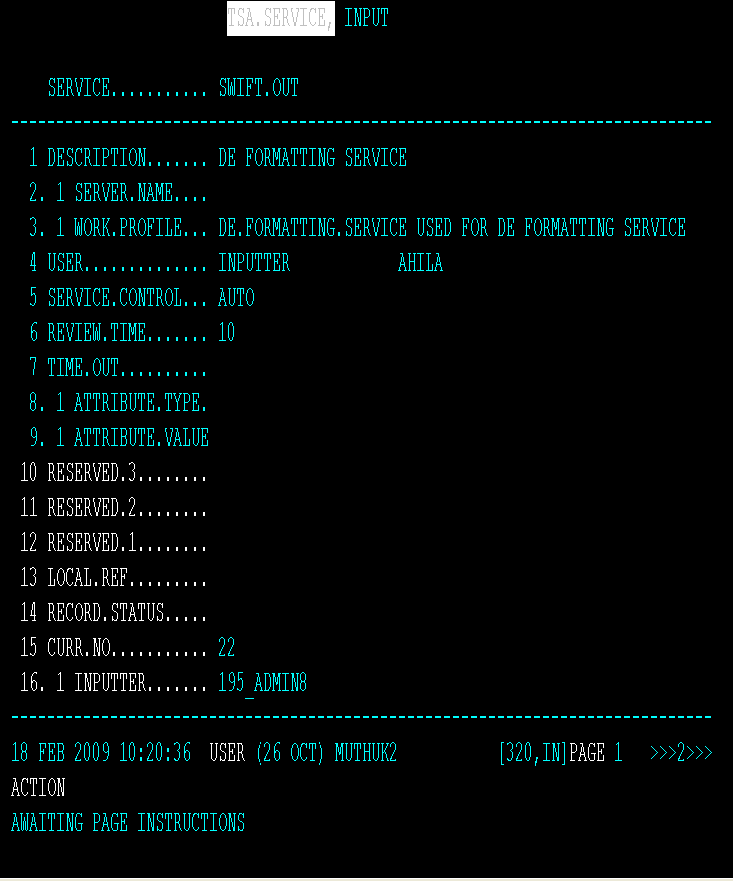 TSA.SERVICE, INPUT
SERVICE........... SWIFT.OUT
------------------------------------------------------------------------------
1 DESCRIPTION....... DE FORMATTING SERVICE
2. 1 SERVER.NAME....
3. 1 WORK.PROFILE... DE.FORMATTING.SERVICE USED FOR DE FORMATTING SERVICE
4 USER.............. INPUTTER AHILA
5 SERVICE.CONTROL... AUTO
6 REVIEW.TIME....... 10
7 TIME.OUT..........
8. 1 ATTRIBUTE.TYPE.
9. 1 ATTRIBUTE.VALUE
10 RESERVED.3........
11 RESERVED.2........
12 RESERVED.1........
13 LOCAL.REF.........
14 RECORD.STATUS.....
15 CURR.NO........... 22
16. 1 INPUTTER....... 195_ADMIN8
------------------------------------------------------------------------------
18 FEB 2009 10:20:36 USER (26 OCT) MUTHUK2 [320,IN]PAGE 1 >>>2>>>
ACTION
AWAITING PAGE INSTRUCTIONS